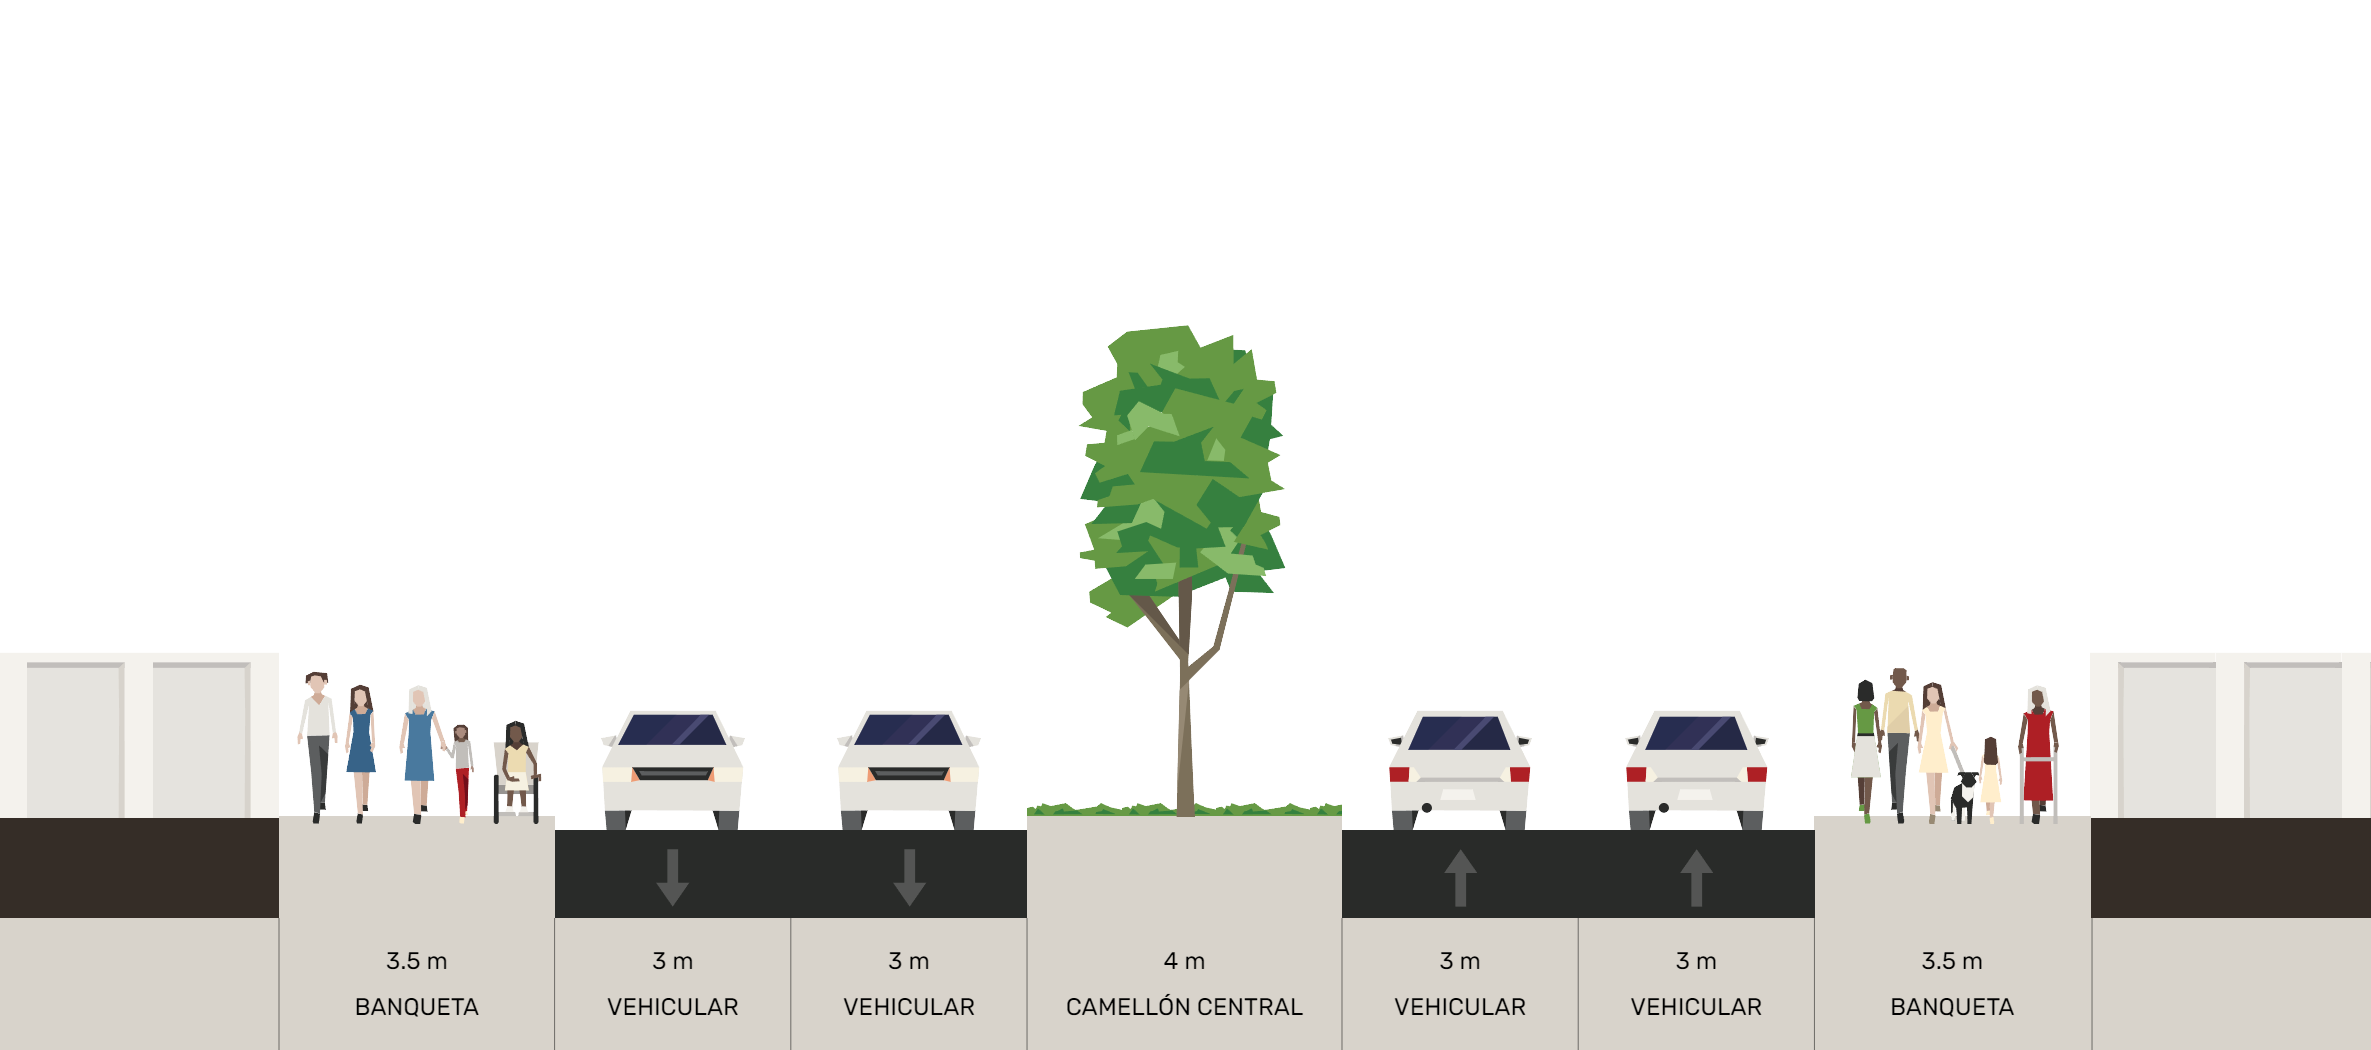 3.5 m
BANQUETA
3 m
VEHICULAR
3 m
VEHICULAR
4 m
CAMELLÓN CENTRAL
3 m
VEHICULAR
3 m
VEHICULAR
3.5 m
BANQUETA